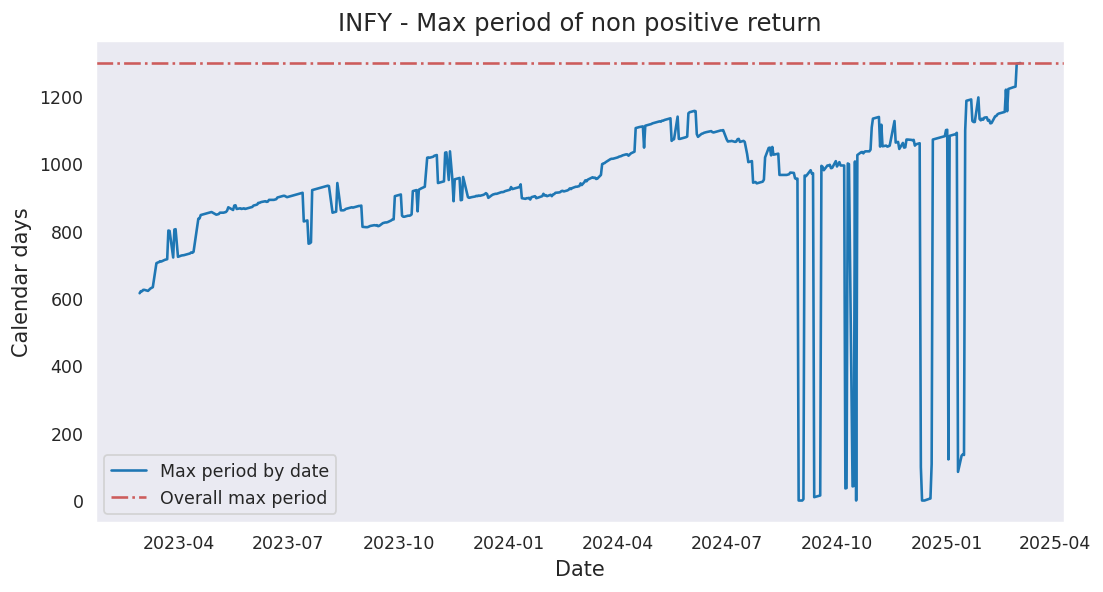 INFY - Max period of non positive return
Calendar days
1200
1000
800
600
400
200
0
Max period by date
Overall max period
2023-04 2023-07 2023-10 2024-01 2024-04 2024-07 2024-10 2025-01 2025-04
Date